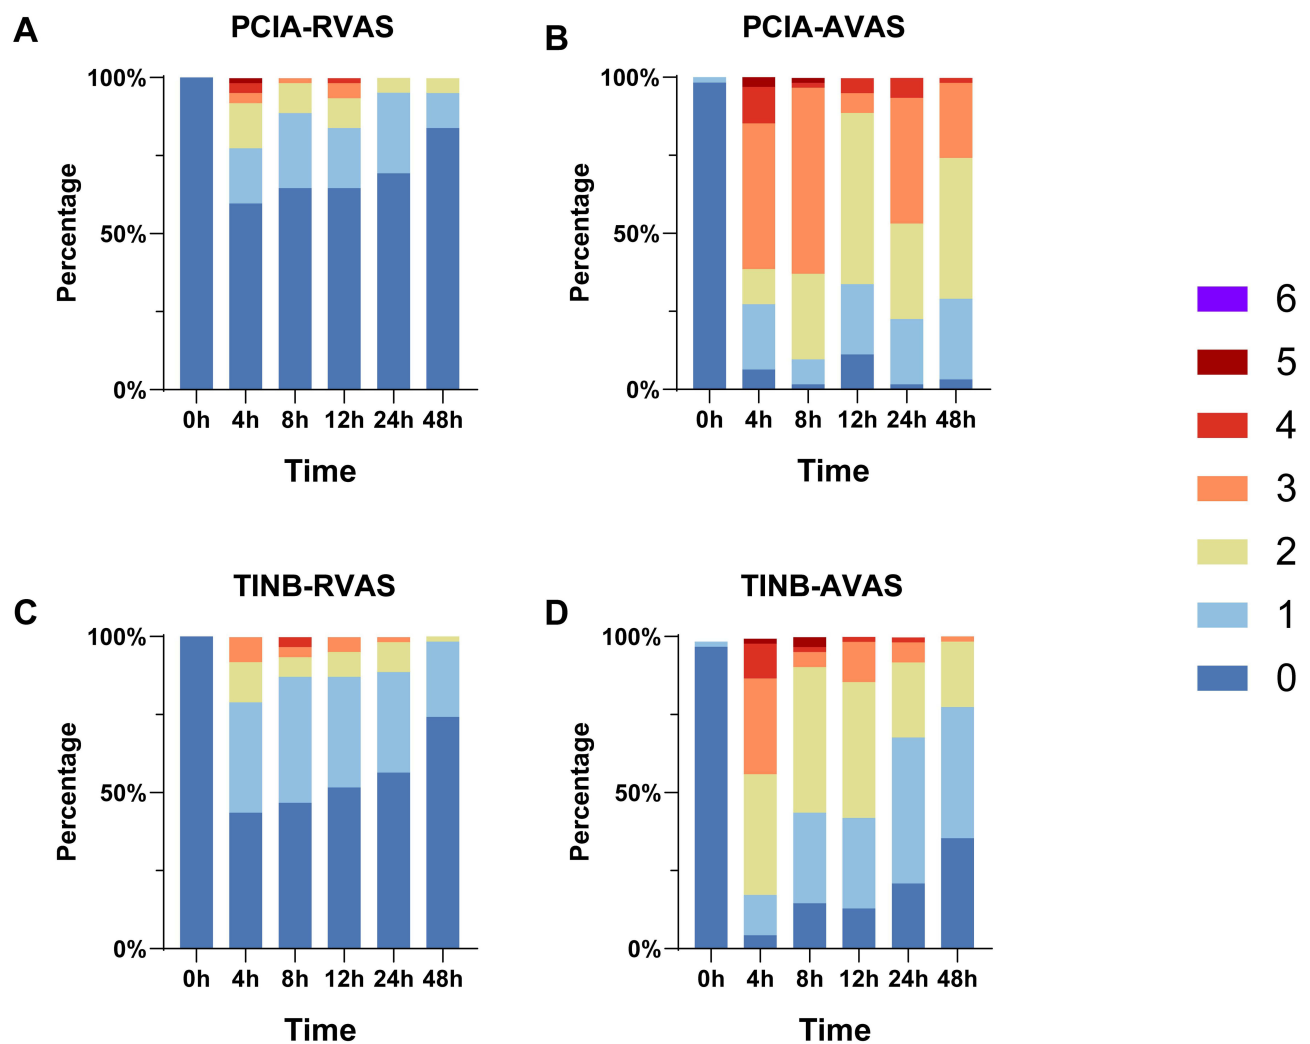 A
PCIA-RVAS
100%
50%
0%
Percentage
0h 4h 8h 12h 24h 48h
Time
B
PCIA-AVAS
100%
50%
0%
Percentage
0h 4h 8h 12h 24h 48h
Time
C
TINB-RVAS
100%
50%
0%
Percentage
0h 4h 8h 12h 24h 48h
Time
D
TINB-AVAS
100%
50%
0%
Percentage
0h 4h 8h 12h 24h 48h
Time
6
5
4
3
2
1
0